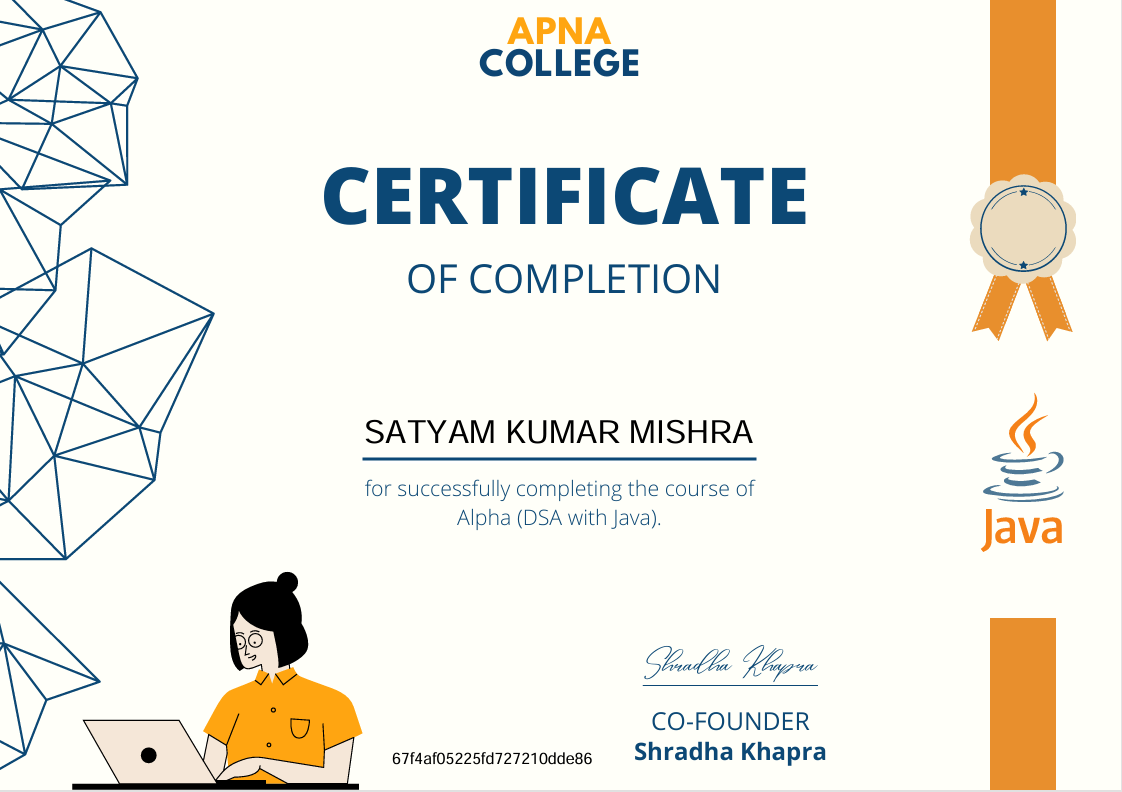 APNA
COLLEGE
CERTIFICATE
OF COMPLETION
SATYAM KUMAR MISHRA
for successfully completing the course of
Alpha (DSA with Java).
Java
Shradha Khapra
CO-FOUNDER
Shradha Khapra
67f4af05225fd727210dde86